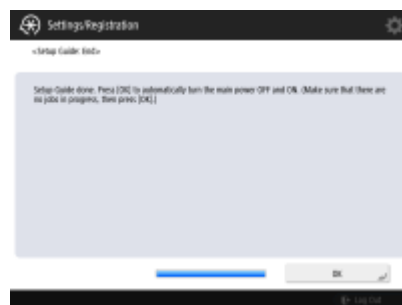 Settings/Registration
<Setup Guide: End>
Setup Guide done. Press [OK] to automatically turn the main power OFF and ON. (Make sure that there are
no jobs in progress, then press [OK].)
OK
Log Out